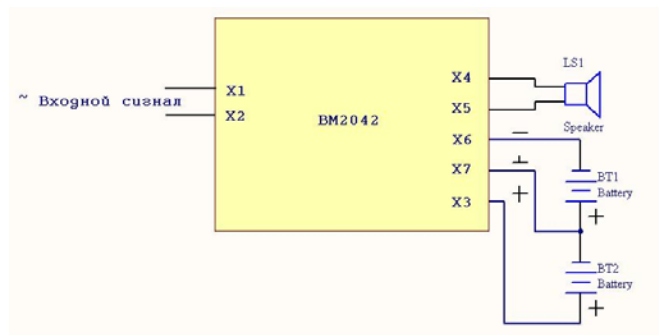 ~ Входной сигнал
X1
X2
BM2042
X4
X5
X6
X7
X3
LS1
Speaker
−
+
+
BT1
Battery
+
BT2
Battery
+